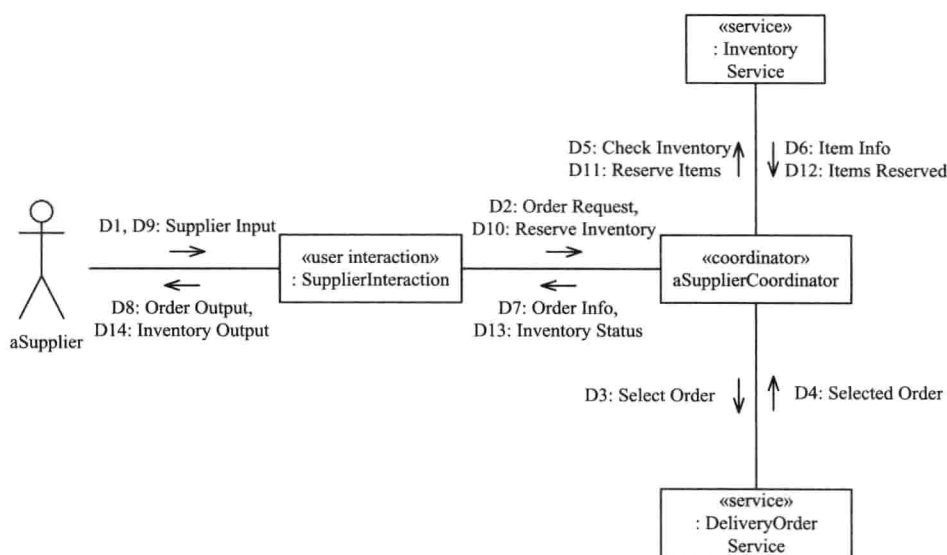 «service»
: Inventory
Service
D5: Check Inventory
D11: Reserve Items
D6: Item Info
D12: Items Reserved
D1, D9: Supplier Input
D2: Order Request,
D10: Reserve Inventory
«user interaction»
: SupplierInteraction
«coordinator»
aSupplierCoordinator
D8: Order Output,
D14: Inventory Output
D7: Order Info,
D13: Inventory Status
aSupplier
D3: Select Order
D4: Selected Order
«service»
: DeliveryOrder
Service